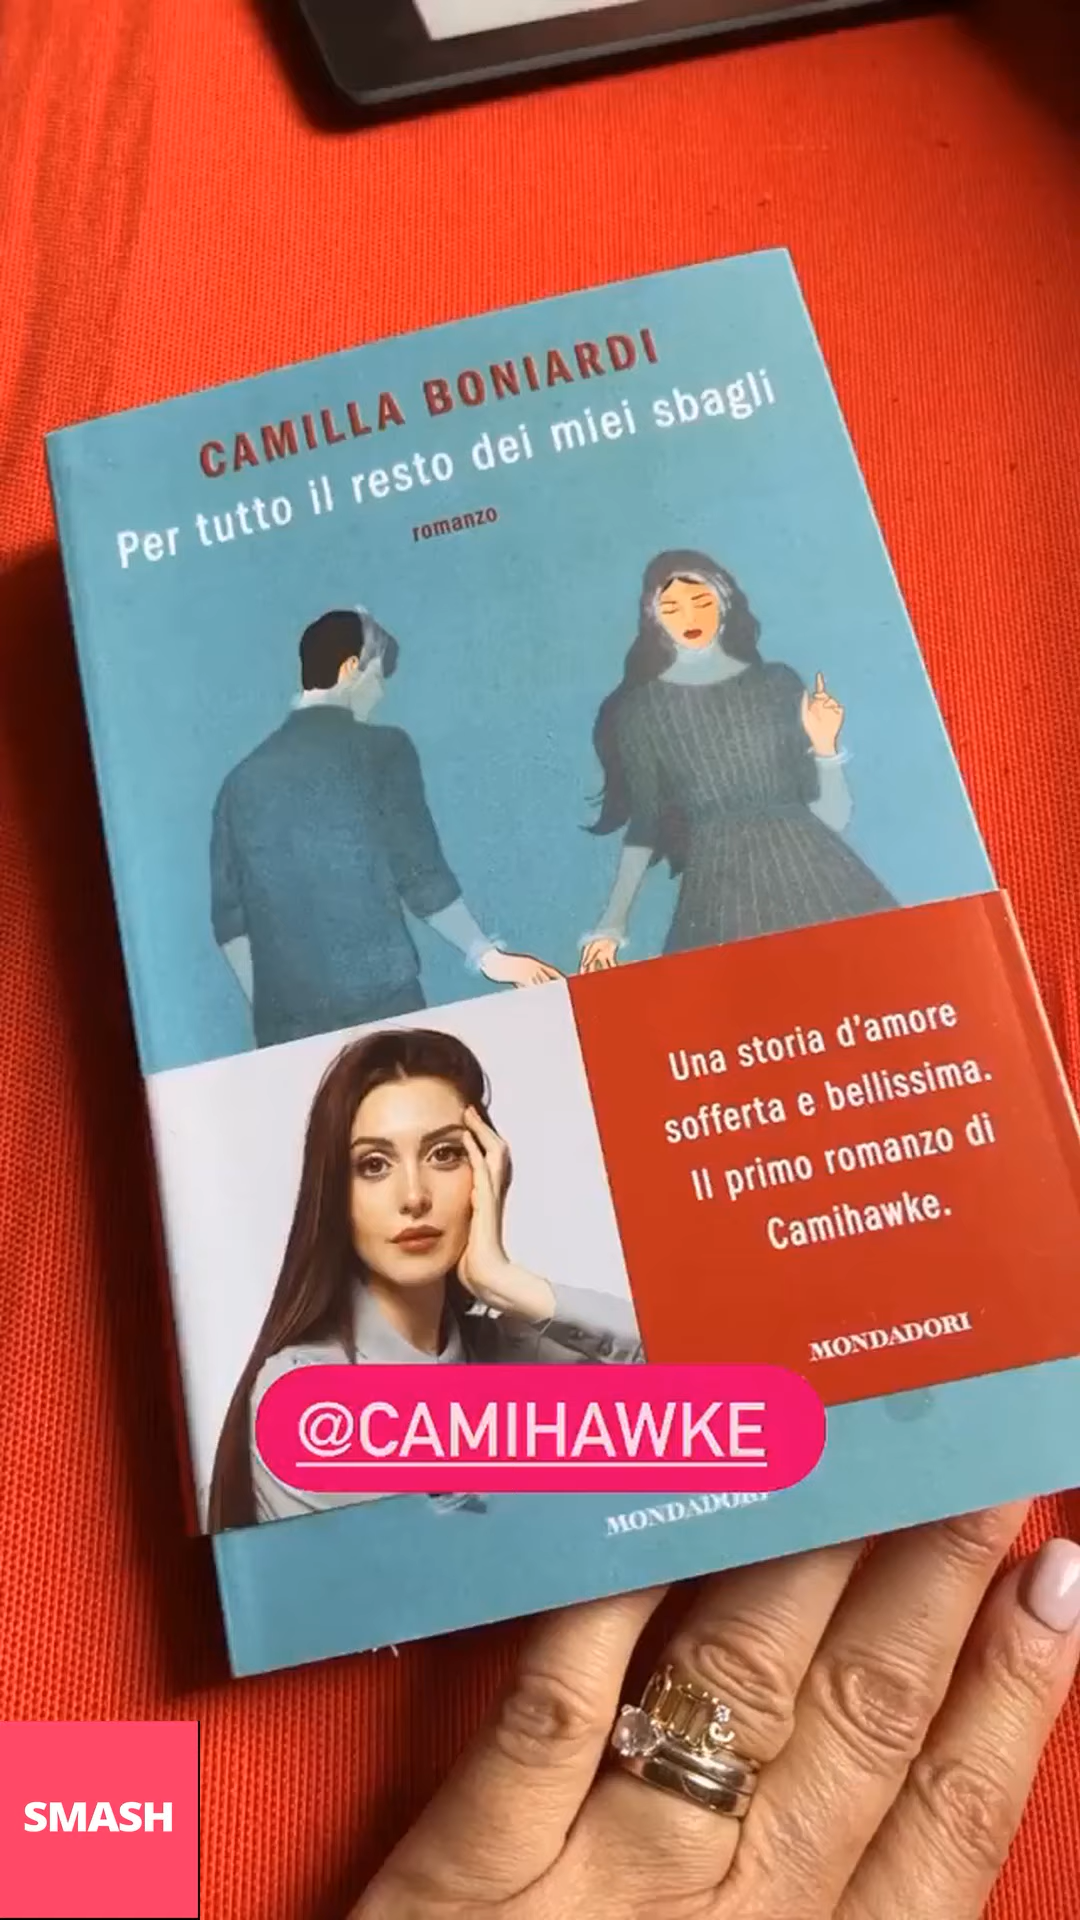 CAMILLA BONIARDI
Per tutto il resto dei miei sbagli
romanzo
Una storia d'amore
sofferta e bellissima.
Il primo romanzo di
Camihawke.
MONDADORI
@CAMIHAWKE
MONDADORI
SMASH